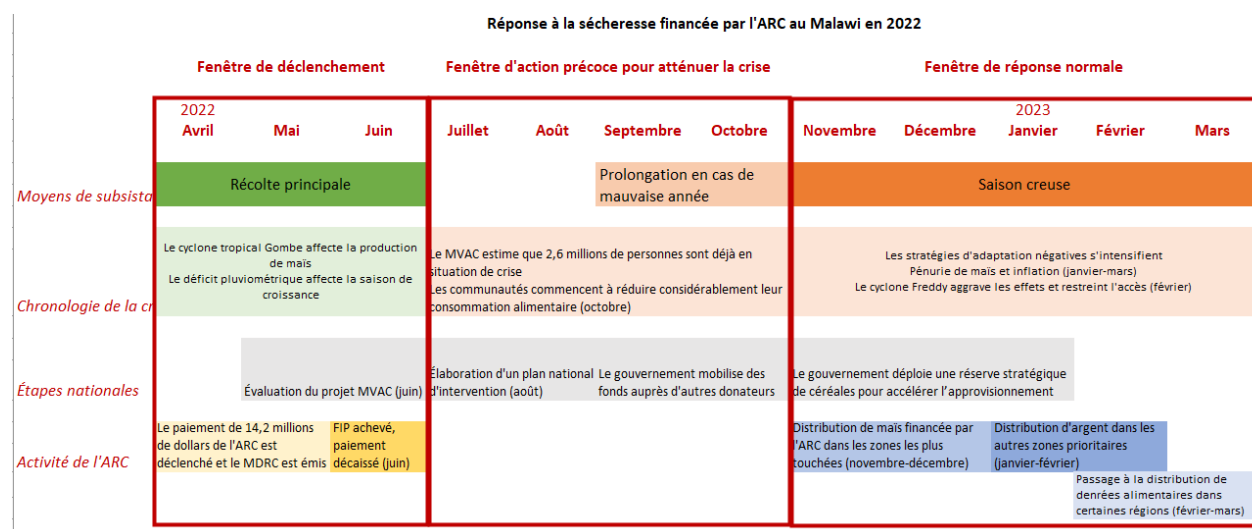 Réponse à la sécheresse financée par l'ARC au Malawi en 2022
Fenêtre de déclenchement
Fenêtre d'action précoce pour atténuer la crise
Fenêtre de réponse normale
2022
2023
Avril
Mai
Juin
Juillet
Août
Septembre
Octobre
Novembre
Décembre
Janvier
Février
Mars
Moyens de subsista
Récolte principale
Prolongation en cas de
mauvaise année
Saison creuse
Chronologie de la cr
Le cyclone tropical Gombe affecte la production
de maïs
Le déficit pluviométrique affecte la saison de
croissance
Le MVAC estime que 2,6 millions de personnes sont déjà en
situation de crise
Les communautés commencent à réduire considérablement leur
consommation alimentaire (octobre)
Les stratégies d'adaptation négatives s'intensifient
Pénurie de maïs et inflation (janvier-mars)
Le cyclone Freddy aggrave les effets et restreint l'accès (février)
Étapes nationales
Évaluation du projet MVAC (juin)
Élaboration d'un plan national
d'intervention (août)
Le gouvernement mobilise des
fonds auprès d'autres donateurs
Le gouvernement déploie une réserve stratégique
de céréales pour accélérer l'approvisionnement
Activité de l'ARC
Le paiement de 14,2 millions
de dollars de l'ARC est
déclenché et le MDRC est émis
FIP achevé,
paiement
décaissé (juin)
Distribution de maïs financée par
l'ARC dans les zones les plus
touchées (novembre-décembre)
Distribution d'argent dans les
autres zones prioritaires
(janvier-février)
Passage à la distribution de
denrées alimentaires dans
certaines régions (février-mars)